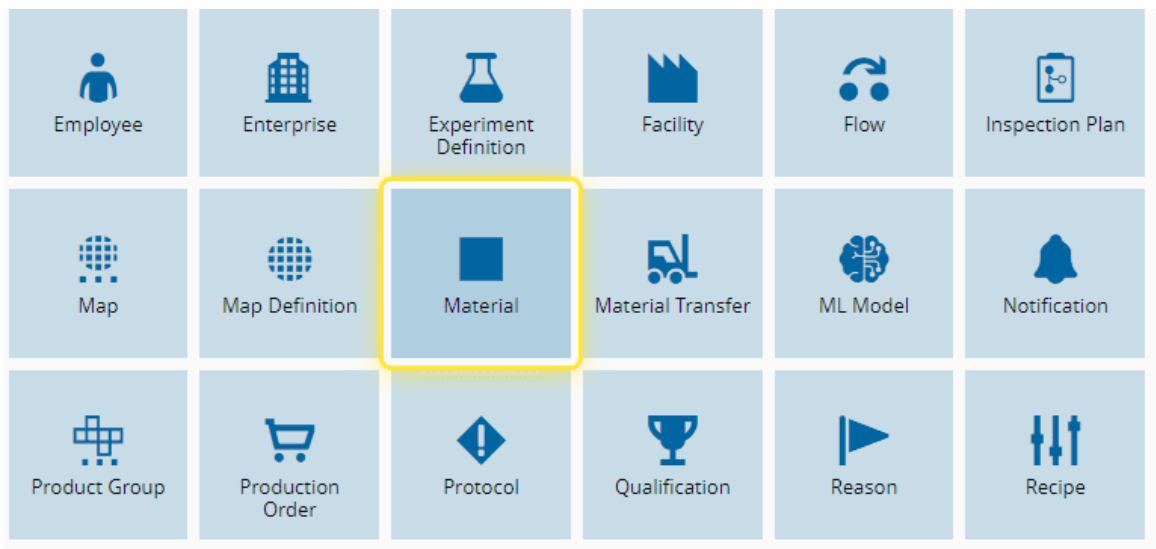 Employee
Enterprise
Experiment
Definition
Facility
Flow
Inspection Plan
Map
Map Definition
Material
Material Transfer
ML Model
Notification
Product Group
Production
Order
Protocol
Qualification
Reason
Recipe